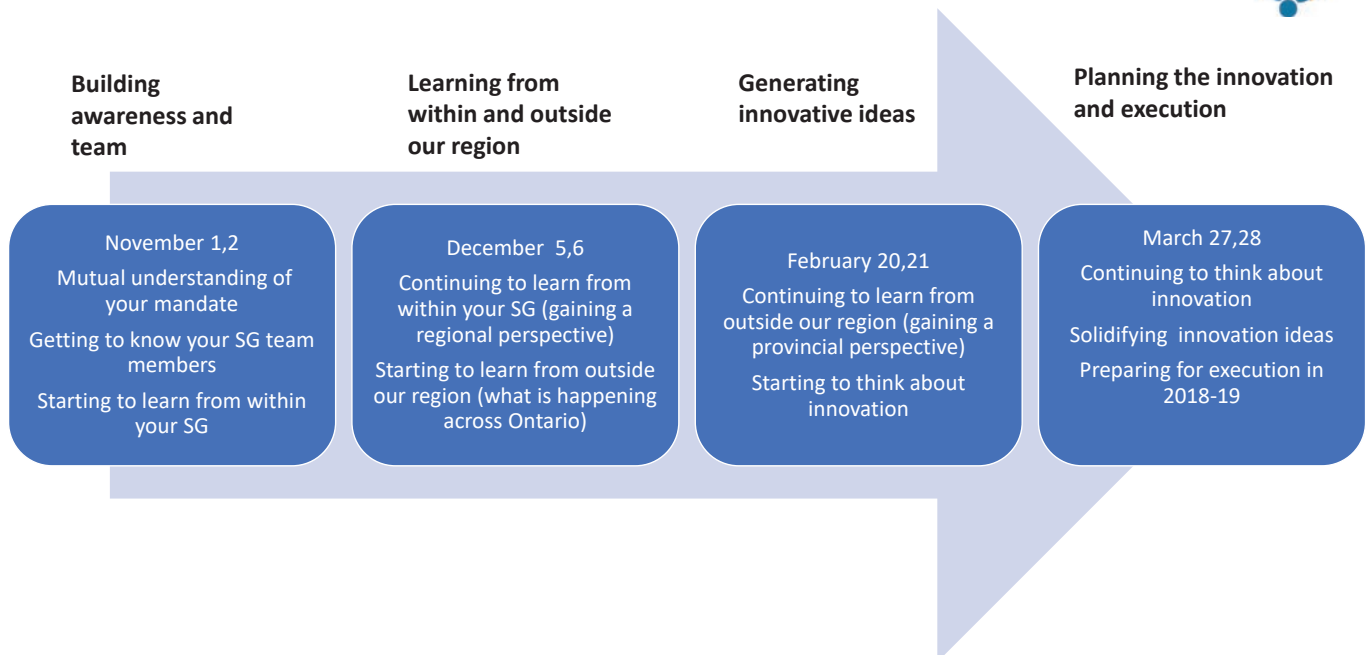 Building
awareness and
team
Learning from
within and outside
our region
Generating
innovative ideas
Planning the innovation
and execution
November 1,2
Mutual understanding of
your mandate
Getting to know your SG team
members
Starting to learn from within
your SG
December  5,6
Continuing to learn from
within your SG (gaining a
regional perspective)
Starting to learn from outside
our region (what is happening
across Ontario)
February 20,21
Continuing to learn from
outside our region (gaining a
provincial perspective)
Starting to think about
innovation
March 27,28
Continuing to think about
innovation
Solidifying  innovation ideas
Preparing for execution in
2018-19